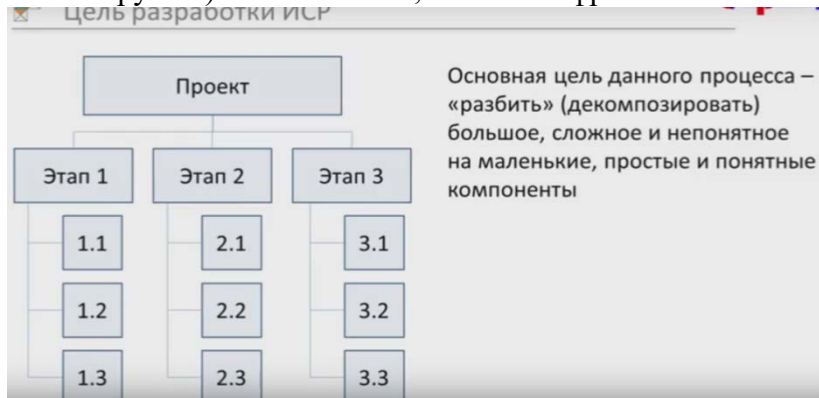 Цель разработки ИСР
Проект
Этап 1
Этап 2
Этап 3
1.1
2.1
3.1
1.2
2.2
3.2
1.3
2.3
3.3
Основная цель данного процесса –
«разбить» (декомпозировать)
большое, сложное и непонятное
на маленькие, простые и понятные
компоненты